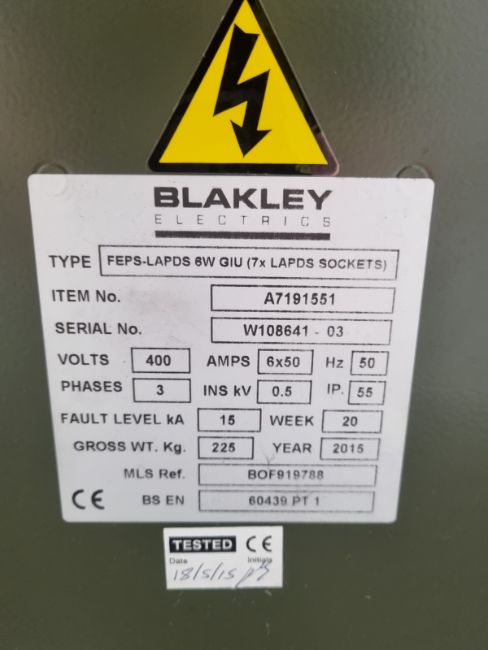 BLAKLEY
ELECTRICS
TYPE FEPS-LAPDS 6W GIU (7x LAPDS SOCKETS)
ITEM No. A7191551
SERIAL No. W108641 - 03
VOLTS 400 AMPS 6x50 Hz 50
PHASES 3 INS kV 0.5 IP. 55
FAULT LEVEL kA 15 WEEK 20
GROSS WT. Kg. 225 YEAR 2015
MLS Ref. BOF919788
CE BS EN 60439 PT 1
TESTED CE
Date Initials
18/5/15